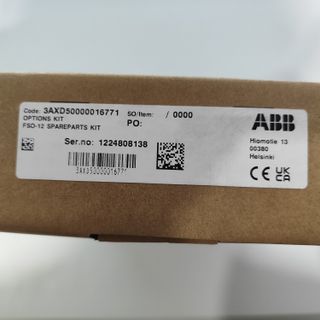 Code: 3AXD50000016771 SO/Item: / 0000
OPTIONS KIT PO:
FSO-12 SPAREPARTS KIT
Ser.no: 1224808138
3AXD50000016771
ABB
Hiomotie 13
00380
Helsinki
CE UK CA